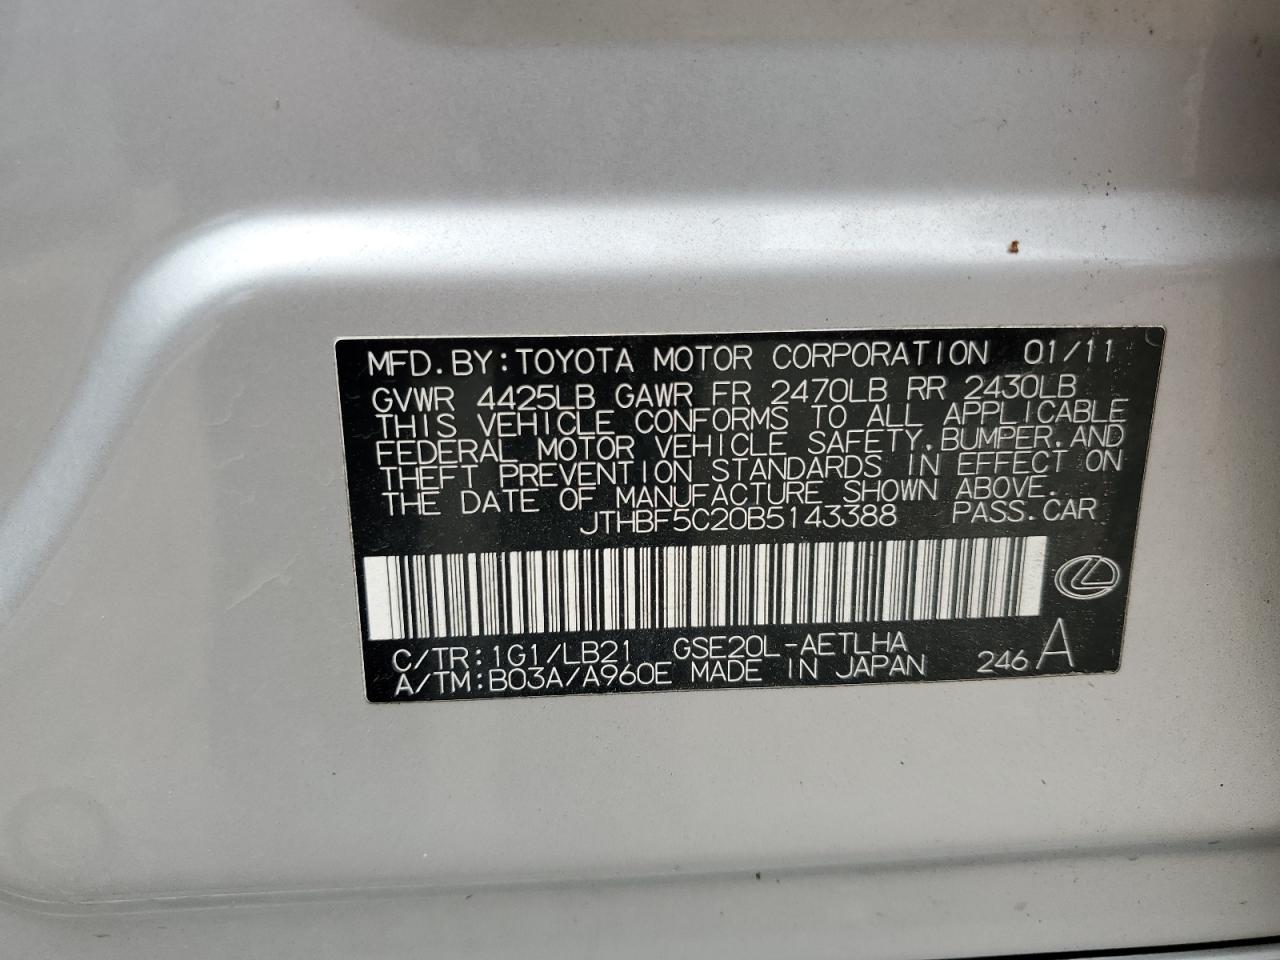 MFD.BY:TOYOTA MOTOR CORPORATION 01/11
GVWR 4425LB GAWR FR 2470LB RR 2430LB
THIS VEHICLE CONFORMS TO ALL APPLICABLE
FEDERAL MOTOR VEHICLE SAFETY,BUMPER,AND
THEFT PREVENTION STANDARDS IN EFFECT ON
THE DATE OF MANUFACTURE SHOWN ABOVE.
JTHBF5C20B5143388 PASS.CAR
C/TR:1G1/LB21 GSE20L-AETLHA
A/TM:B03A/A960E MADE IN JAPAN 246 A